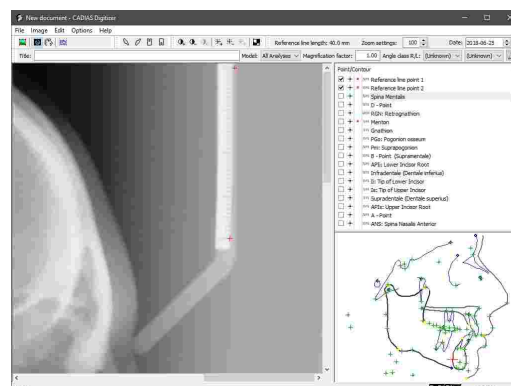 New document - CADIAS Digitizer
File Image Edit Options Help
Reference line length: 40.0 mm Zoom settings: 100 Date: 2018-06-25
Title: Model: All Analyses Magnification factor: 1.00 Angle class R/L: (Unknown) (Unknown)
Point/Contour
Reference line point 1
Reference line point 2
Spina Mentalis
D - Point
RGN: Retrognathion
Menton
Gnathion
PGo: Pogonion osseum
Pm: Suprapogonion
B - Point (Supramentale)
APIi: Lower Incisor Root
Infradentale (Dentale inferius)
Ii: Tip of Lower Incisor
Is: Tip of Upper Incisor
Supradentale (Dentale superius)
APIs: Upper Incisor Root
A - Point
ANS: Spina Nasalis Anterior